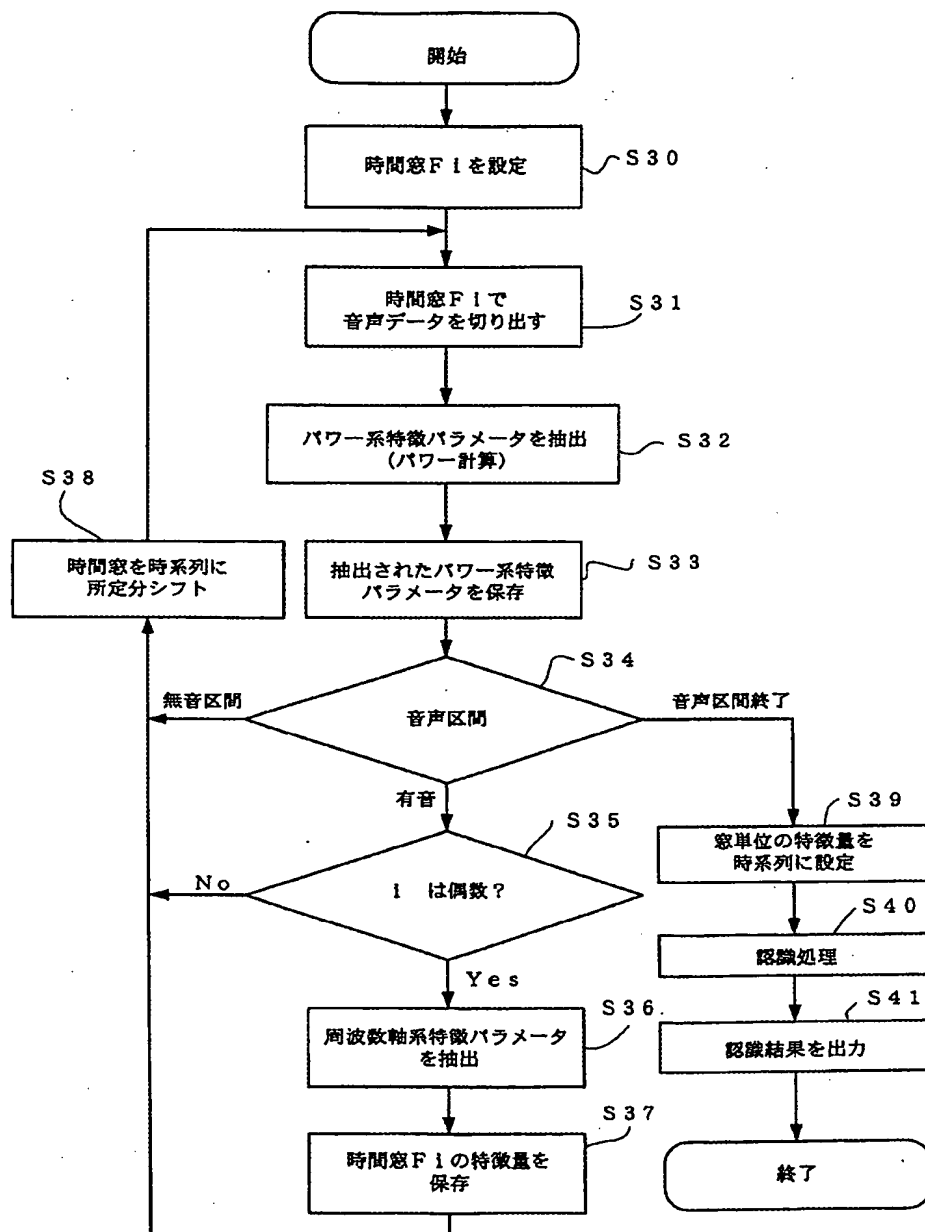 開始
時間窓Ｆｉを設定
Ｓ３０
時間窓Ｆｉで
音声データを切り出す
Ｓ３１
パワー系特徴パラメータを抽出
（パワー計算）
Ｓ３２
Ｓ３８
時間窓を時系列に
所定分シフト
抽出されたパワー系特徴
パラメータを保存
Ｓ３３
Ｓ３４
無音区間
音声区間
音声区間終了
有音
Ｓ３５
Ｎｏ
ｉ　は偶数？
Ｙｅｓ
Ｓ３９
窓単位の特徴量を
時系列に設定
Ｓ４０
認識処理
Ｓ３６
周波数軸系特徴パラメータ
を抽出
Ｓ４１
認識結果を出力
Ｓ３７
時間窓Ｆｉの特徴量を
保存
終了